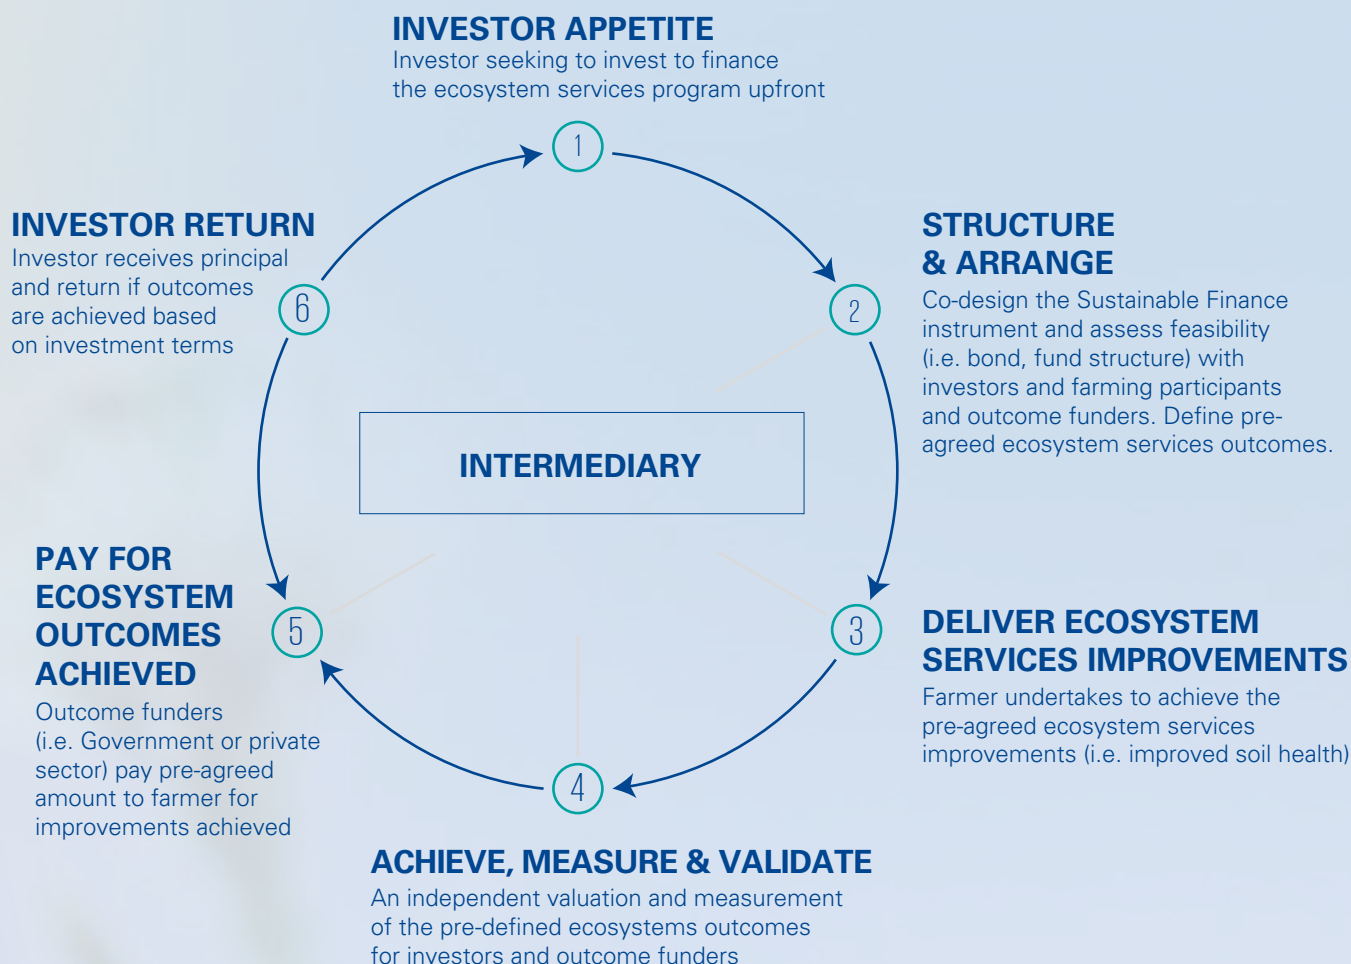 INVESTOR APPETITE
Investor seeking to invest to finance
the ecosystem services program upfront
1
STRUCTURE
& ARRANGE
Co-design the Sustainable Finance
instrument and assess feasibility
(i.e. bond, fund structure) with
investors and farming participants
and outcome funders. Define pre-
agreed ecosystem services outcomes.
2
DELIVER ECOSYSTEM
SERVICES IMPROVEMENTS
Farmer undertakes to achieve the
pre-agreed ecosystem services
improvements (i.e. improved soil health)
3
ACHIEVE, MEASURE & VALIDATE
An independent valuation and measurement
of the pre-defined ecosystems outcomes
for investors and outcome funders
4
PAY FOR
ECOSYSTEM
OUTCOMES
ACHIEVED
Outcome funders
(i.e. Government or private
sector) pay pre-agreed
amount to farmer for
improvements achieved
5
INVESTOR RETURN
Investor receives principal
and return if outcomes
are achieved based
on investment terms
6
INTERMEDIARY